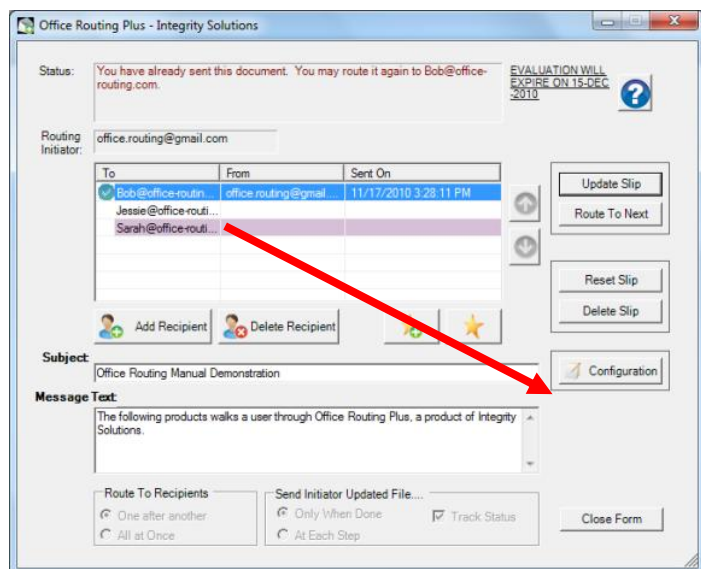 Office Routing Plus - Integrity Solutions
Status:
You have already sent this document. You may route it again to Bob@office-
routing.com.
EVALUATION WILL
EXPIRE ON 15-DEC
-2010
Routing
Initiator:
office.routing@gmail.com
To From Sent On
Bob@office-routin... office.routing@gmail.... 11/17/2010 3:28:11 PM
Jessie@office-routi...
Sarah@office-routi...
Update Slip
Route To Next
Reset Slip
Delete Slip
Add Recipient
Delete Recipient
Configuration
Subject:
Office Routing Manual Demonstration
Message Text:
The following products walks a user through Office Routing Plus, a product of Integrity
Solutions.
Route To Recipients
One after another
All at Once
Send Initiator Updated File....
Only When Done
At Each Step
Track Status
Close Form